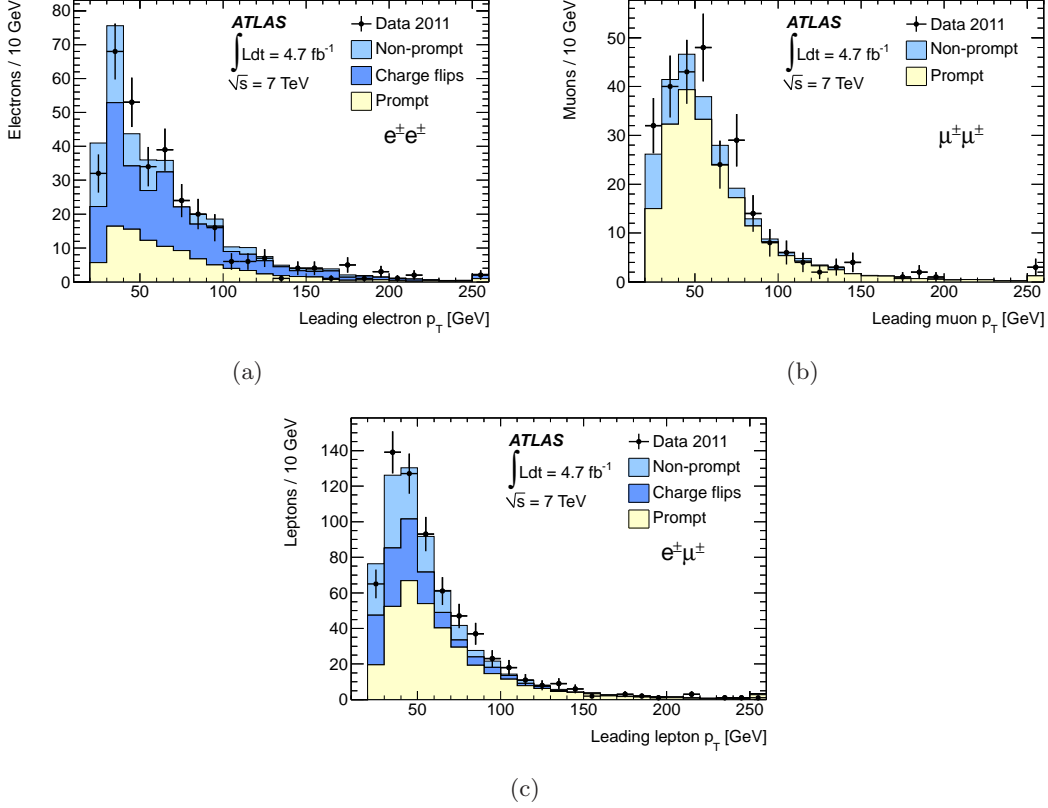 Electrons / 10 GeV
80
70
60
50
40
30
20
10
0
50
100
150
200
250
Leading electron p_T [GeV]
ATLAS
∫Ldt = 4.7 fb⁻¹
√s = 7 TeV
Data 2011
Non-prompt
Charge flips
Prompt
e±e±
(a)
Muons / 10 GeV
50
40
30
20
10
0
50
100
150
200
250
Leading muon p_T [GeV]
ATLAS
∫Ldt = 4.7 fb⁻¹
√s = 7 TeV
Data 2011
Non-prompt
Prompt
μ±μ±
(b)
Leptons / 10 GeV
140
120
100
80
60
40
20
0
50
100
150
200
250
Leading lepton p_T [GeV]
ATLAS
∫Ldt = 4.7 fb⁻¹
√s = 7 TeV
Data 2011
Non-prompt
Charge flips
Prompt
e±μ±
(c)